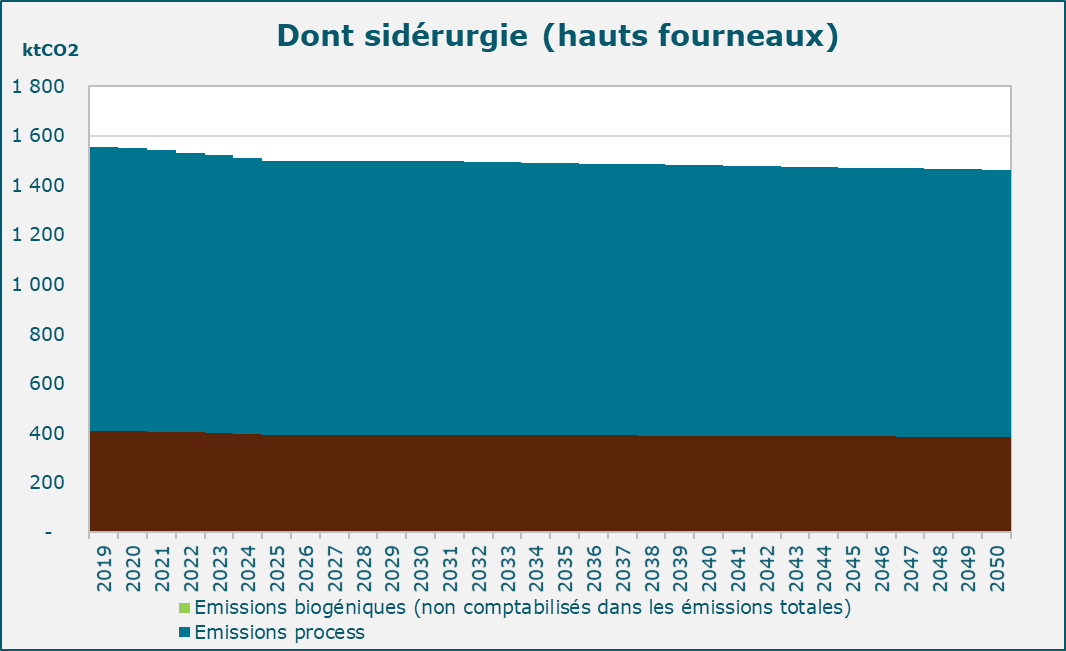 Dont sidérurgie (hauts fourneaux)
ktCO2
1 800
1 600
1 400
1 200
1 000
800
600
400
200
-
2019 2020 2021 2022 2023 2024 2025 2026 2027 2028 2029 2030 2031 2032 2033 2034 2035 2036 2037 2038 2039 2040 2041 2042 2043 2044 2045 2046 2047 2048 2049 2050
Emissions biogéniques (non comptabilisés dans les émissions totales)
Emissions process